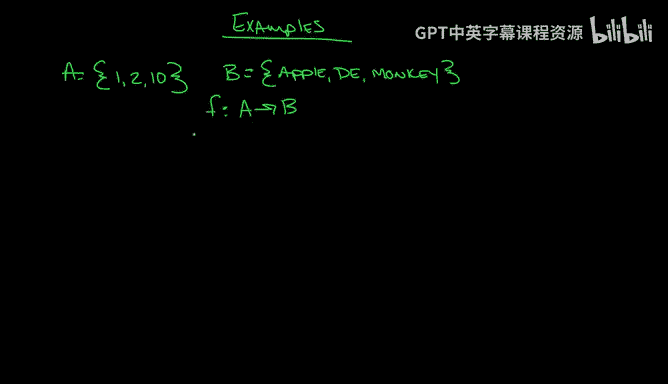 Examples
GPT中英字幕课程资源 bilibili
A = {1, 2, 10} B = {APPLE, DE, MONKEY}
f: A → B